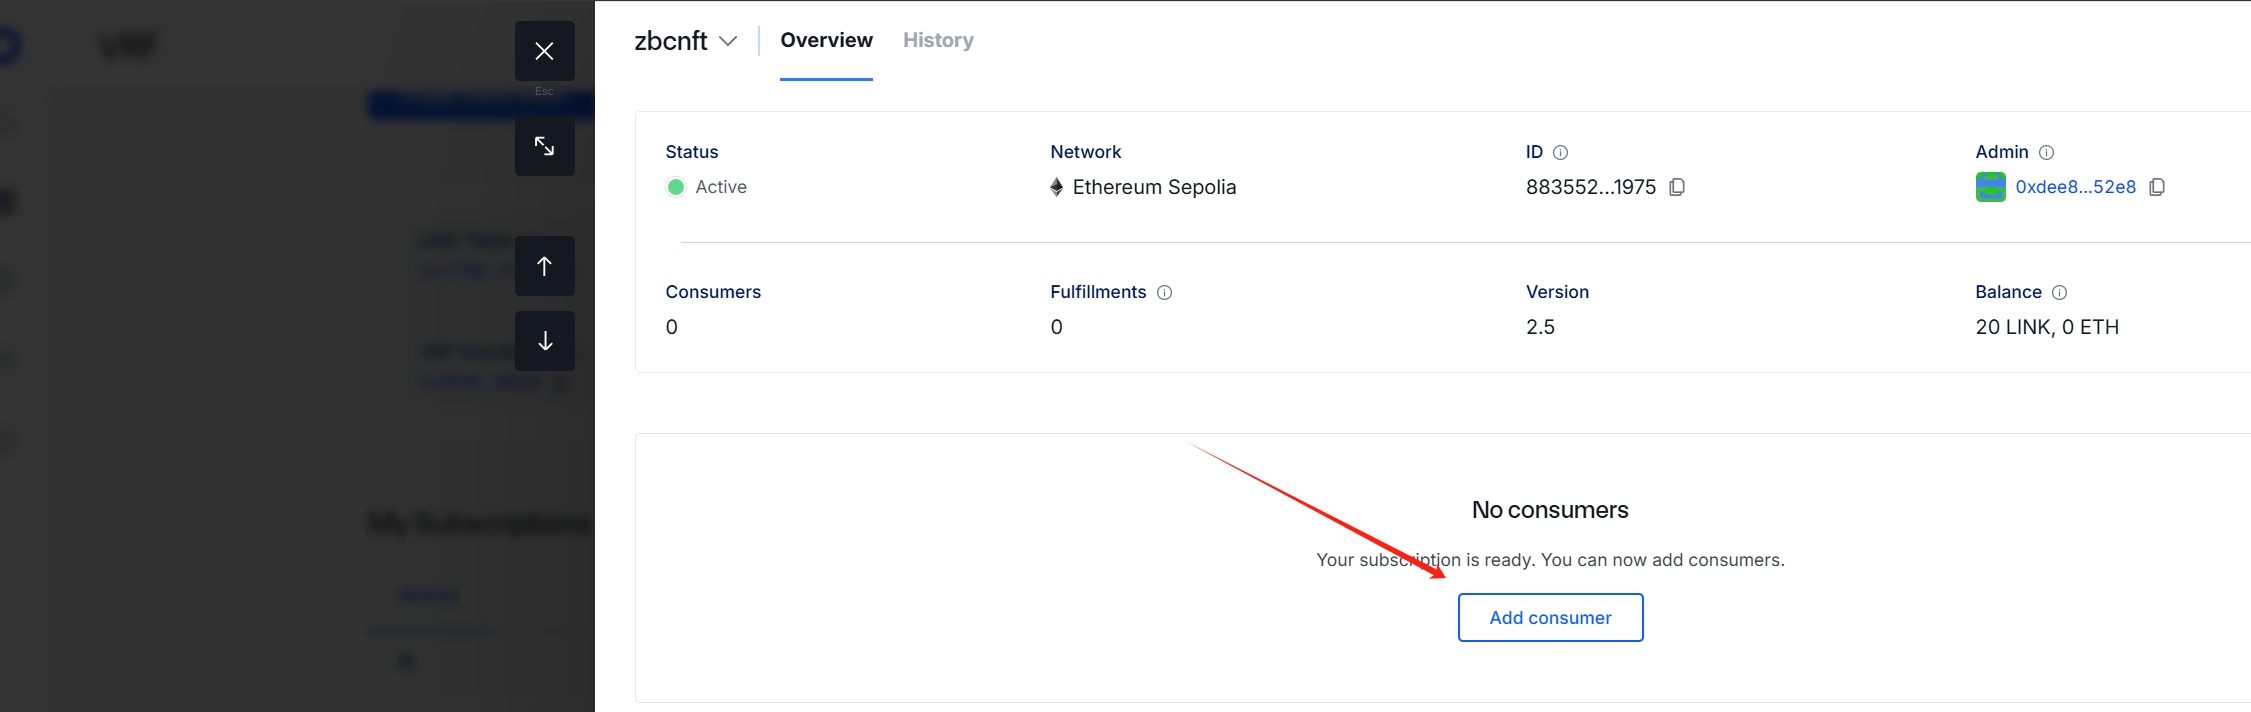 VRF
Esc
zbcnft
Overview
History
Status
Active
Network
Ethereum Sepolia
ID
883552...1975
Admin
0xdee8...52e8
Consumers
0
Fulfillments
0
Version
2.5
Balance
20 LINK, 0 ETH
My Subscriptions
Active
No consumers
Your subscription is ready. You can now add consumers.
Add consumer